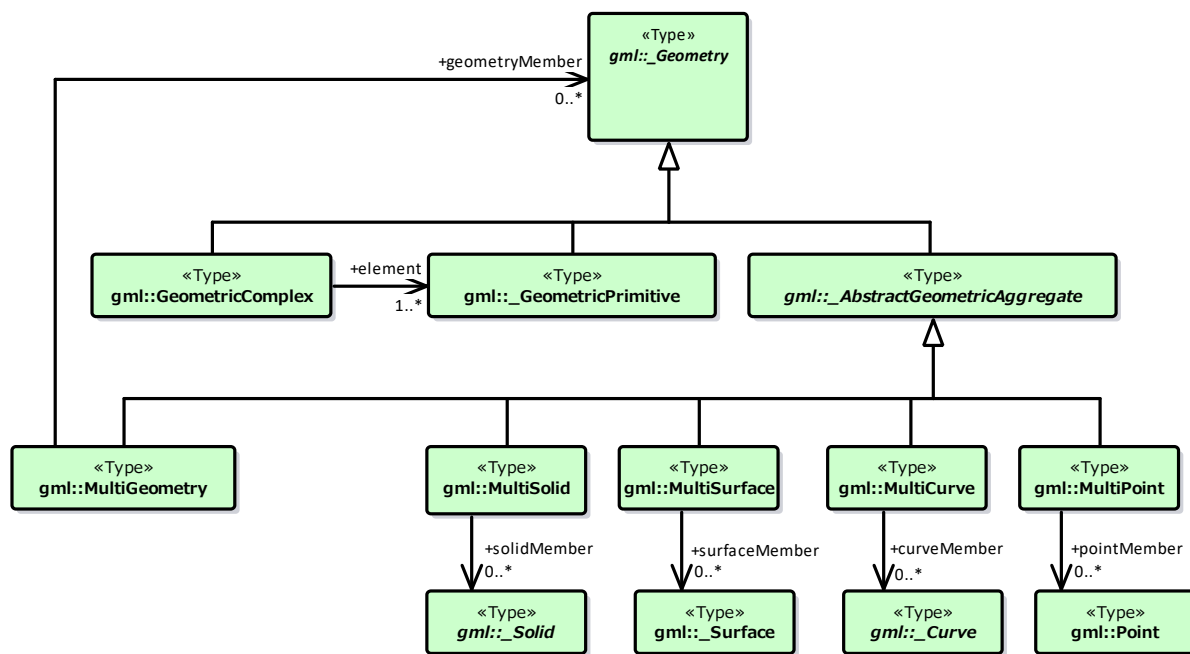 «Type»
gml::_Geometry
+geometryMember
0..*
«Type»
gml::GeometricComplex
+element
1..*
«Type»
gml::_GeometricPrimitive
«Type»
gml::_AbstractGeometricAggregate
«Type»
gml::MultiGeometry
«Type»
gml::MultiSolid
«Type»
gml::MultiSurface
«Type»
gml::MultiCurve
«Type»
gml::MultiPoint
+solidMember
0..*
+surfaceMember
0..*
+curveMember
0..*
+pointMember
0..*
«Type»
gml::_Solid
«Type»
gml::_Surface
«Type»
gml::_Curve
«Type»
gml::Point